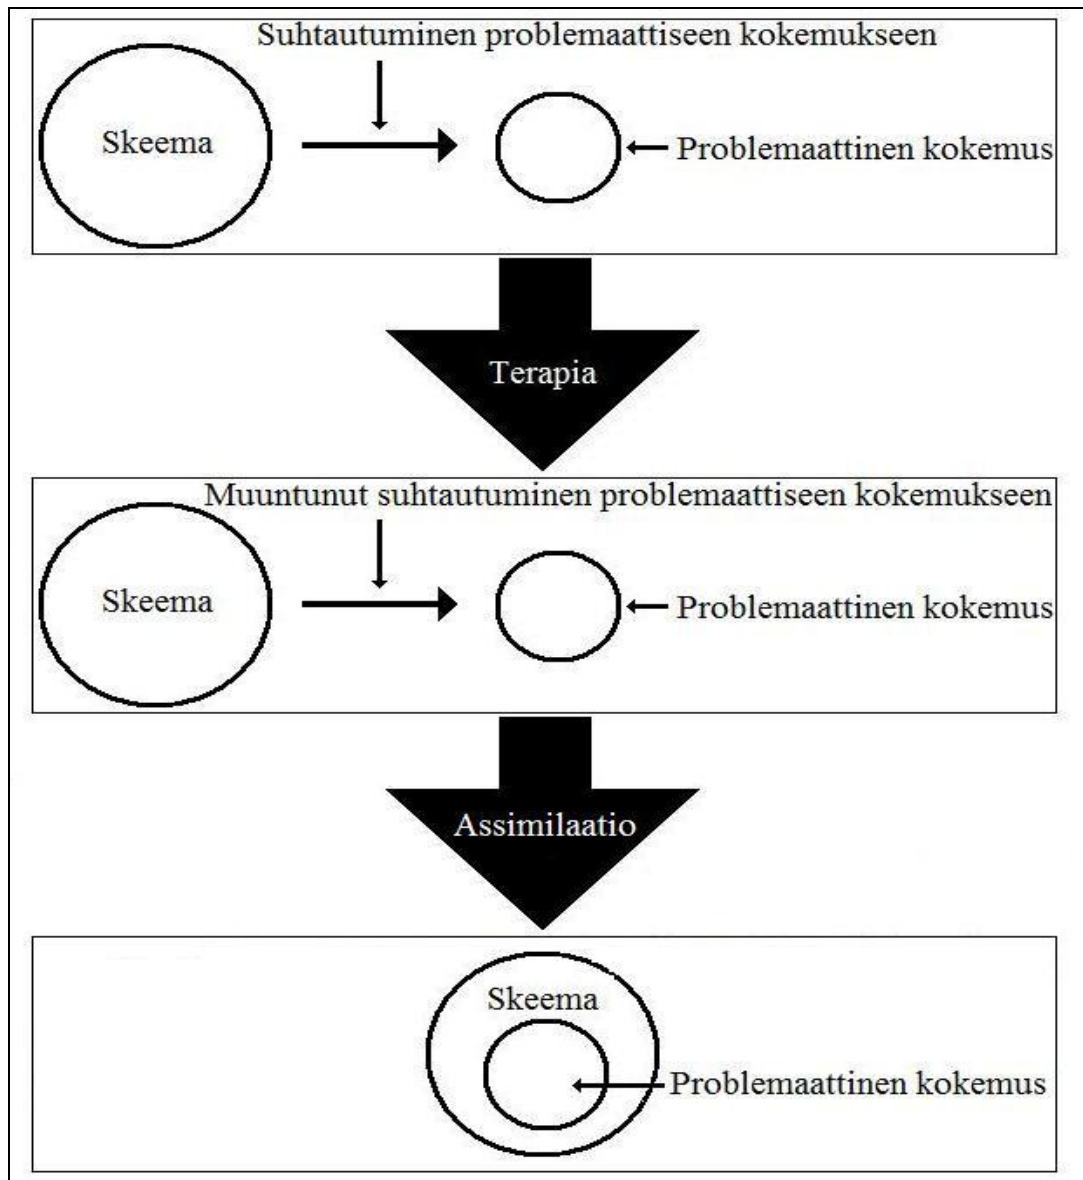 Suhtautuminen problemaattiseen kokemukseen
Skeema
Problemaattinen kokemus
Terapia
Muuntunut suhtautuminen problemaattiseen kokemukseen
Skeema
Problemaattinen kokemus
Assimilaatio
Skeema
Problemaattinen kokemus